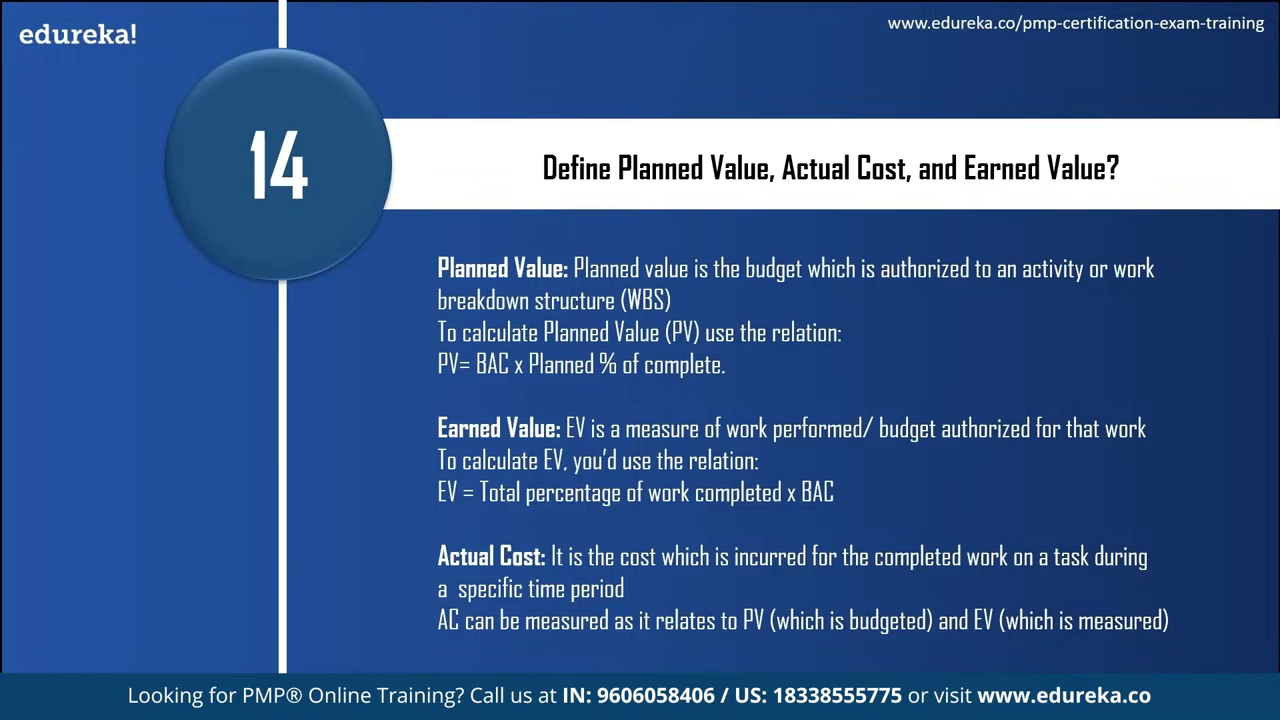 edureka!
www.edureka.co/pmp-certification-exam-training
14
Define Planned Value, Actual Cost, and Earned Value?
Planned Value: Planned value is the budget which is authorized to an activity or work
breakdown structure (WBS)
To calculate Planned Value (PV) use the relation:
PV= BAC x Planned % of complete.
Earned Value: EV is a measure of work performed/ budget authorized for that work
To calculate EV, you’d use the relation:
EV = Total percentage of work completed x BAC
Actual Cost: It is the cost which is incurred for the completed work on a task during
a  specific time period
AC can be measured as it relates to PV (which is budgeted) and EV (which is measured)
Looking for PMP® Online Training? Call us at IN: 9606058406 / US: 18338555775 or visit www.edureka.co